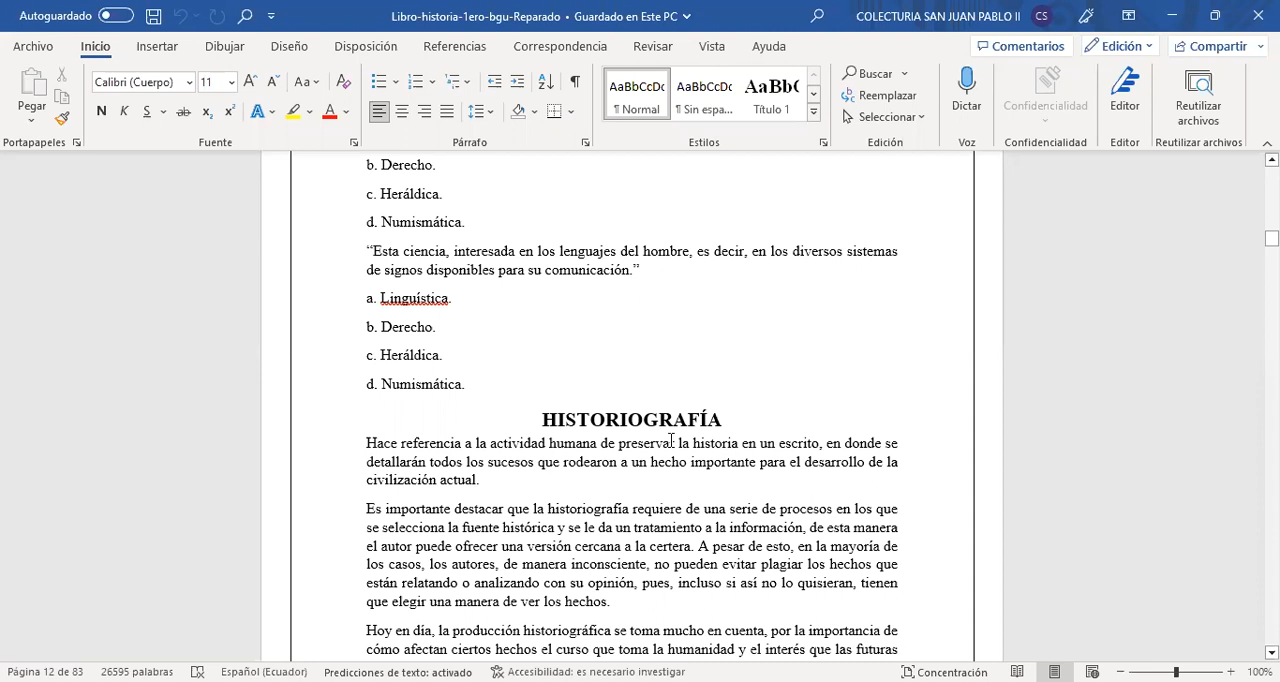 Autoguardado
Libro-historia-1ero-bgu-Reparado • Guardado en Este PC
COLECTURIA SAN JUAN PABLO II
CS
Archivo Inicio Insertar Dibujar Diseño Disposición Referencias Correspondencia Revisar Vista Ayuda
Comentarios Edición Compartir
Pegar
Calibri (Cuerpo) 11
Aa
N K S ab x₂ x² A A
AaBbCcDc AaBbCcDc AaBb(
¶ Normal ¶ Sin espa... Título 1
Buscar
Reemplazar
Seleccionar
Dictar
Confidencialidad
Editor
Reutilizar
archivos
Portapapeles Fuente Párrafo Estilos Edición Voz Confidencialidad Editor Reutilizar archivos
b. Derecho.
c. Heráldica.
d. Numismática.
“Esta ciencia, interesada en los lenguajes del hombre, es decir, en los diversos sistemas
de signos disponibles para su comunicación.”
a. Linguística.
b. Derecho.
c. Heráldica.
d. Numismática.
HISTORIOGRAFÍA
Hace referencia a la actividad humana de preservar la historia en un escrito, en donde se
detallarán todos los sucesos que rodearon a un hecho importante para el desarrollo de la
civilización actual.
Es importante destacar que la historiografía requiere de una serie de procesos en los que
se selecciona la fuente histórica y se le da un tratamiento a la información, de esta manera
el autor puede ofrecer una versión cercana a la certera. A pesar de esto, en la mayoría de
los casos, los autores, de manera inconsciente, no pueden evitar plagiar los hechos que
están relatando o analizando con su opinión, pues, incluso si así no lo quisieran, tienen
que elegir una manera de ver los hechos.
Hoy en día, la producción historiográfica se toma mucho en cuenta, por la importancia de
cómo afectan ciertos hechos el curso que toma la humanidad y el interés que las futuras
Página 12 de 83 26595 palabras Español (Ecuador) Predicciones de texto: activado Accesibilidad: es necesario investigar Concentración 100%